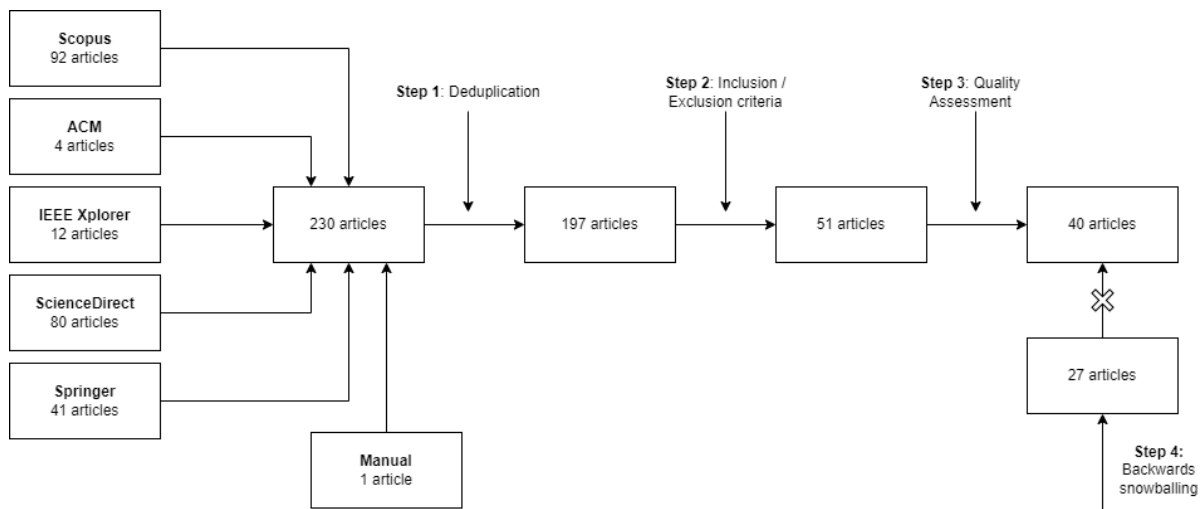 Scopus
92 articles
ACM
4 articles
IEEE Xplorer
12 articles
ScienceDirect
80 articles
Springer
41 articles
Manual
1 article
230 articles
Step 1: Deduplication
197 articles
Step 2: Inclusion /
Exclusion criteria
51 articles
Step 3: Quality
Assessment
40 articles
27 articles
Step 4:
Backwards
snowballing